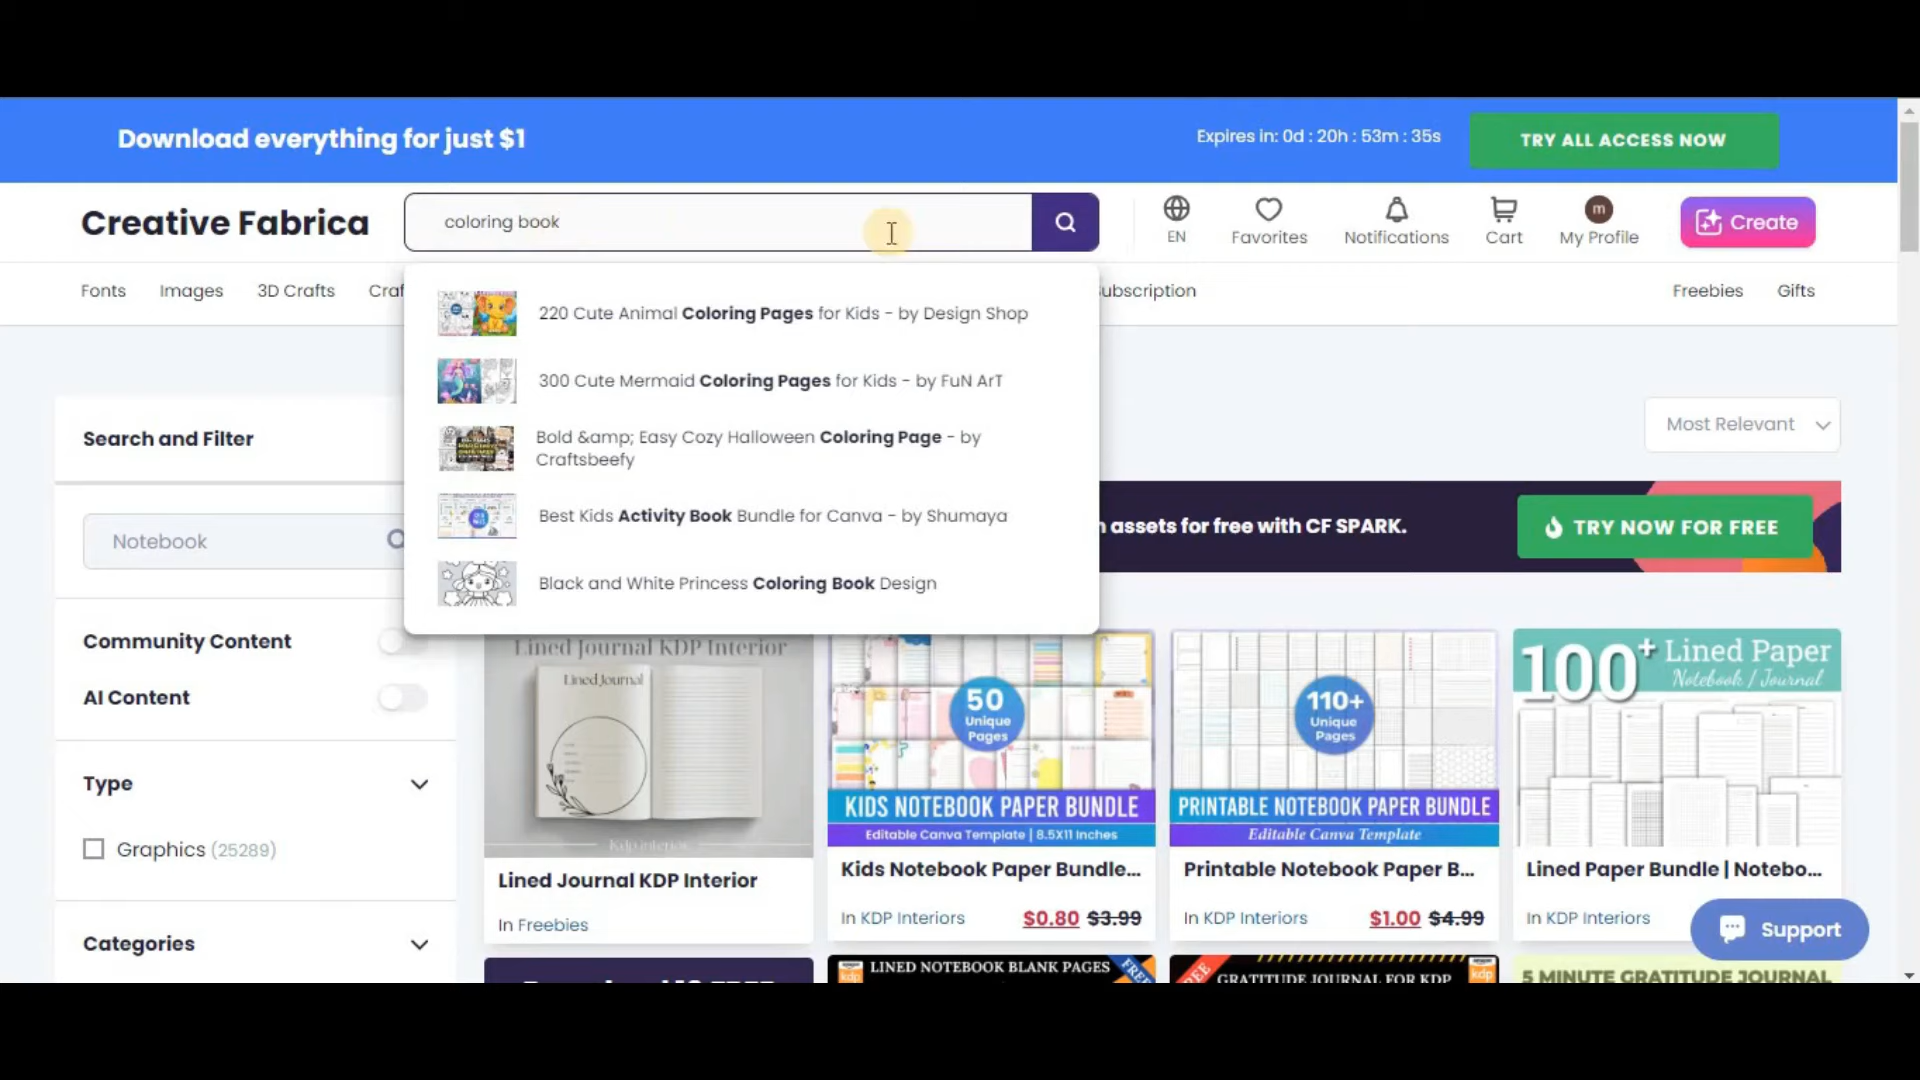 Download everything for just $1
Expires in: 0d : 20h : 53m : 35s
TRY ALL ACCESS NOW
Creative Fabrica
coloring book
EN
Favorites
Notifications
Cart
m
My Profile
Create
Fonts
Images
3D Crafts
Craf
Subscription
Freebies
Gifts
220 Cute Animal Coloring Pages for Kids - by Design Shop
300 Cute Mermaid Coloring Pages for Kids - by FuN ArT
Bold &amp; Easy Cozy Halloween Coloring Page - by
Craftsbeefy
Best Kids Activity Book Bundle for Canva - by Shumaya
Black and White Princess Coloring Book Design
Search and Filter
Most Relevant
Notebook
assets for free with CF SPARK.
TRY NOW FOR FREE
Community Content
AI Content
Type
Graphics (25289)
Categories
Lined Journal KDP Interior
Lined Journal
Kdp interior
Lined Journal KDP Interior
In Freebies
50
Unique
Pages
KIDS NOTEBOOK PAPER BUNDLE
Editable Canva Template | 8.5X11 Inches
Kids Notebook Paper Bundle...
In KDP Interiors
$0.80 $3.99
110+
Unique
Pages
PRINTABLE NOTEBOOK PAPER BUNDLE
Editable Canva Template
Printable Notebook Paper B...
In KDP Interiors
$1.00 $4.99
100+ Lined Paper
Notebook / Journal
Lined Paper Bundle | Notebo...
In KDP Interiors
Support
LINED NOTEBOOK BLANK PAGES
FREE
kdp
FREE
GRATITUDE JOURNAL FOR KDP
kdp
5 MINUTE GRATITUDE JOURNAL